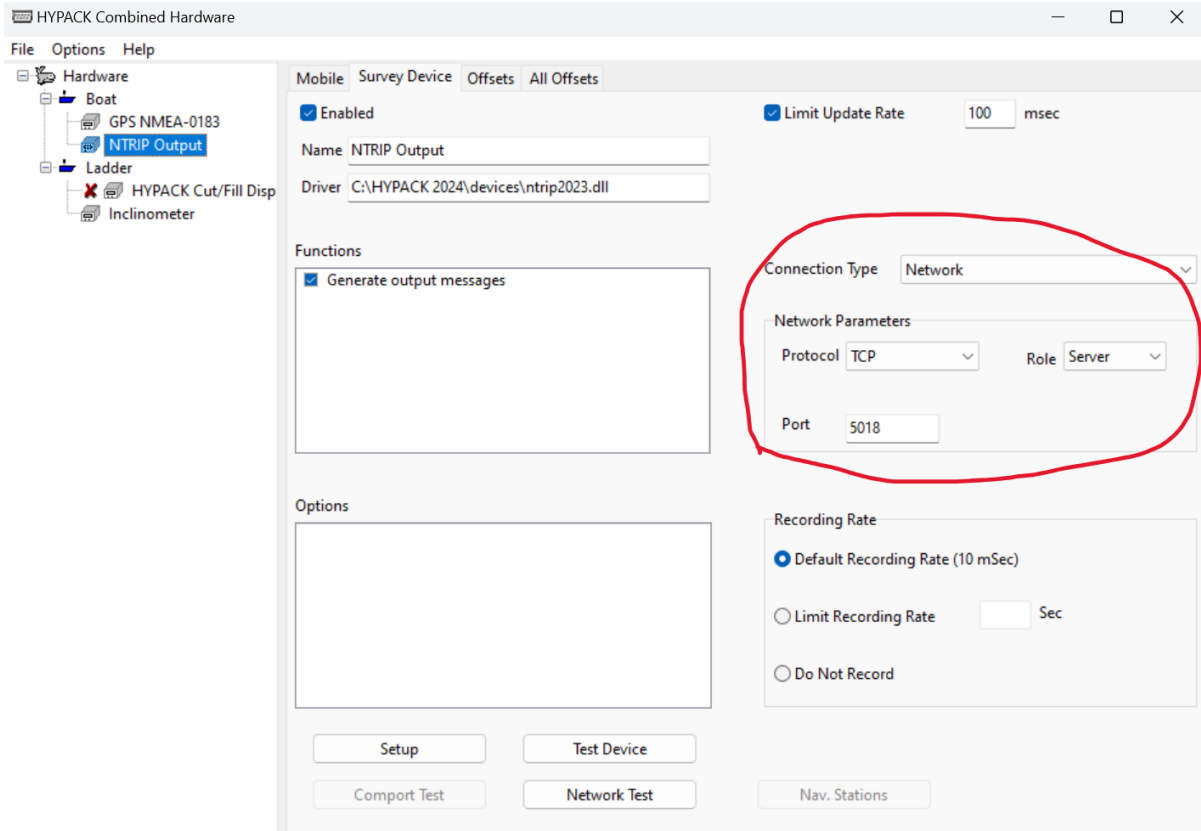 HYPACK Combined Hardware
File Options Help
Hardware
Boat
GPS NMEA-0183
NTRIP Output
Ladder
HYPACK Cut/Fill Disp
Inclinometer
Mobile Survey Device Offsets All Offsets
Enabled
Limit Update Rate 100 msec
Name NTRIP Output
Driver C:\HYPACK 2024\devices\ntrip2023.dll
Functions
Generate output messages
Connection Type Network
Network Parameters
Protocol TCP Role Server
Port 5018
Options
Recording Rate
Default Recording Rate (10 mSec)
Limit Recording Rate Sec
Do Not Record
Setup Test Device
Comport Test Network Test Nav. Stations